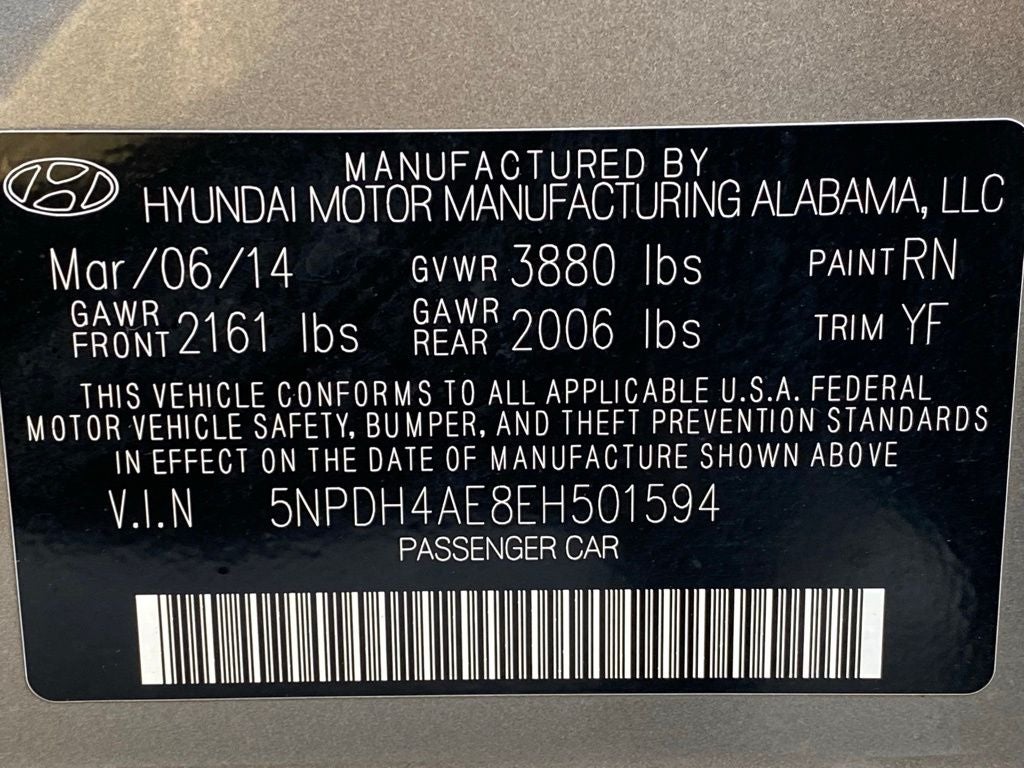 MANUFACTURED BY
HYUNDAI MOTOR MANUFACTURING ALABAMA, LLC
Mar/06/14 GVWR 3880 lbs PAINT RN
GAWR FRONT 2161 lbs GAWR REAR 2006 lbs TRIM YF
THIS VEHICLE CONFORMS TO ALL APPLICABLE U.S.A. FEDERAL
MOTOR VEHICLE SAFETY, BUMPER, AND THEFT PREVENTION STANDARDS
IN EFFECT ON THE DATE OF MANUFACTURE SHOWN ABOVE
V.I.N 5NPDH4AE8EH501594
PASSENGER CAR